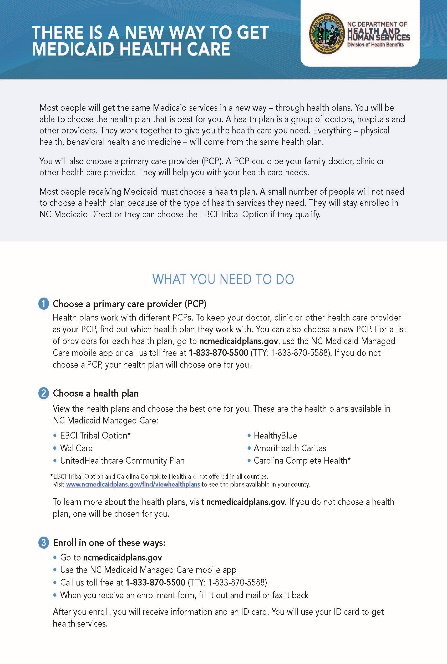 THERE IS A NEW WAY TO GET
MEDICAID HEALTH CARE
NC DEPARTMENT OF
HEALTH AND
HUMAN SERVICES
Division of Health Benefits
Most people will get the same Medicaid services in a new way – through health plans. You will be
able to choose the health plan that is best for you. A health plan is a group of doctors, hospitals and
other providers. They work together to give you the health care you need. Everything – physical
health, behavioral health and medicine – will come from the same health plan.
You will also choose a primary care provider (PCP). A PCP could be your family doctor, clinic or
other health care provider. They will help you with your health care needs.
Most people receiving Medicaid must choose a health plan. A small number of people will not need
to choose a health plan because of the type of health services they need. They will stay enrolled in
NC Medicaid Direct or they can choose the EBCI Tribal Option if they qualify.
WHAT YOU NEED TO DO
1 Choose a primary care provider (PCP)
Health plans work with different PCPs. To keep your doctor, clinic or other health care provider
as your PCP, find out which health plan they work with. You can also choose a new PCP. For a list
of providers for each health plan, go to ncmedicaidplans.gov, use the NC Medicaid Managed
Care mobile app or call us toll free at 1-833-870-5500 (TTY: 1-833-870-5588). If you do not
choose a PCP, your health plan will choose one for you.
2 Choose a health plan
View the health plans and choose the best one for you. These are the health plans available in
NC Medicaid Managed Care:
• EBCI Tribal Option*
• WellCare
• UnitedHealthcare Community Plan
• HealthyBlue
• AmeriHealth Caritas
• Carolina Complete Health*
*EBCI Tribal Option and Carolina Complete Health are not offered in all counties.
Visit www.ncmedicaidplans.gov/find/viewhealthplans to see the plans available in your county.
To learn more about the health plans, visit ncmedicaidplans.gov. If you do not choose a health
plan, one will be chosen for you.
3 Enroll in one of these ways:
• Go to ncmedicaidplans.gov
• Use the NC Medicaid Managed Care mobile app
• Call us toll free at 1-833-870-5500 (TTY: 1-833-870-5588)
• When you receive an enrollment form, fill it out and mail or fax it back
After you enroll, you will receive information and an ID card. You will use your ID card to get
health services.